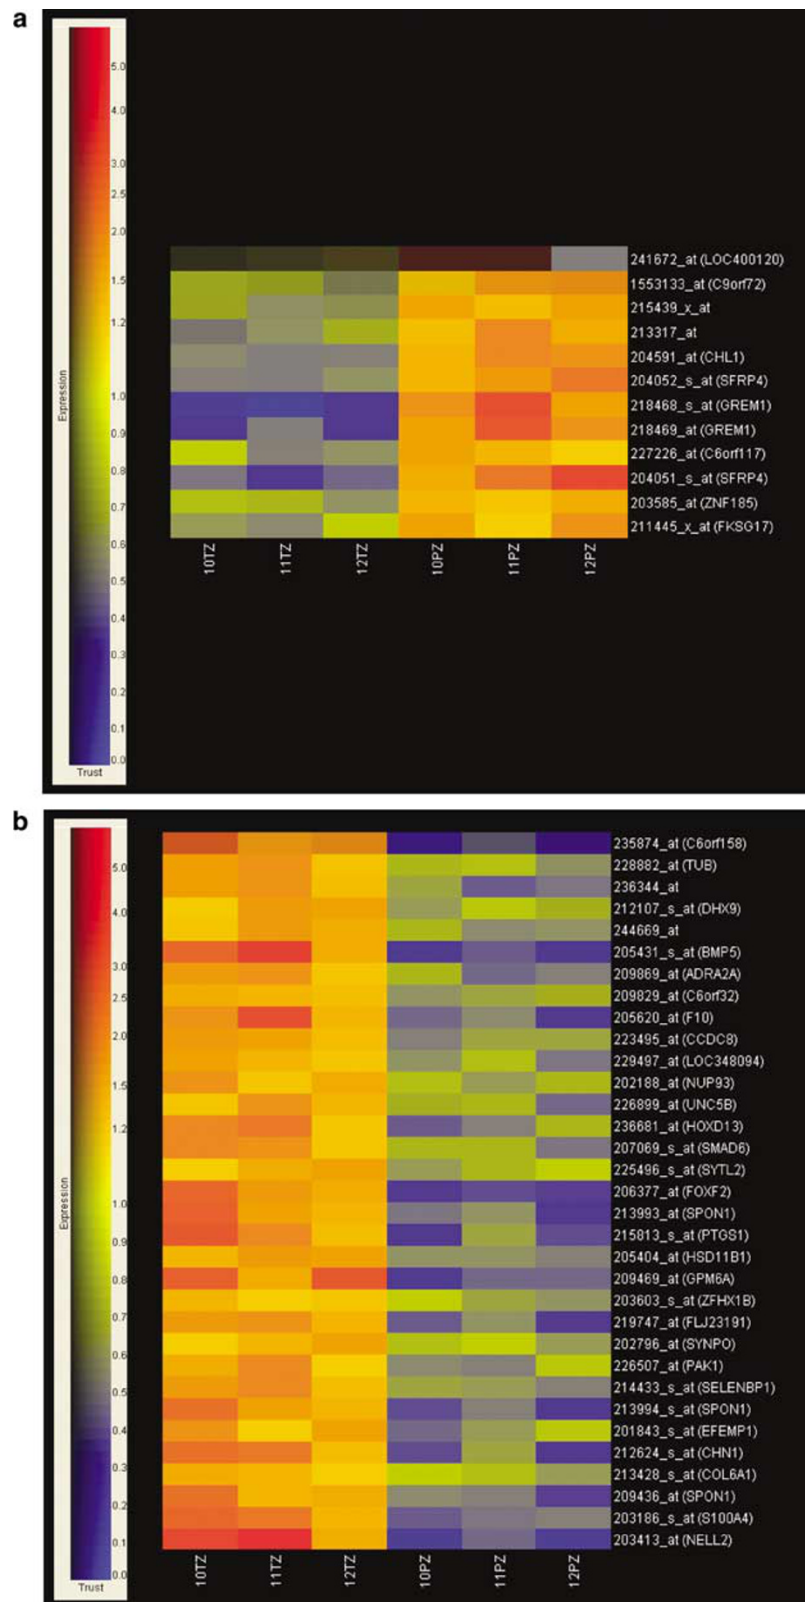 a
5.0
4.0
3.0
2.5
2.0
1.5
1.2
1.0
0.9
0.8
0.7
0.6
0.5
0.4
0.3
0.2
0.1
0.0
Expression
Trust
241672_at (LOC400120)
1553133_at (C9orf72)
215439_x_at
213317_at
204591_at (CHL1)
204052_s_at (SFRP4)
218468_s_at (GREM1)
218469_at (GREM1)
227226_at (C6orf117)
204051_s_at (SFRP4)
203585_at (ZNF185)
211445_x_at (FKSG17)
10TZ
11TZ
12TZ
10PZ
11PZ
12PZ
b
5.0
4.0
3.0
2.5
2.0
1.5
1.2
1.0
0.9
0.8
0.7
0.6
0.5
0.4
0.3
0.2
0.1
0.0
Expression
Trust
235874_at (C6orf158)
228882_at (TUB)
236344_at
212107_s_at (DHX9)
244669_at
205431_s_at (BMP5)
209869_at (ADRA2A)
209829_at (C6orf32)
205620_at (F10)
223495_at (CCDC8)
229497_at (LOC348094)
202188_at (NUP93)
226899_at (UNC5B)
236681_at (HOXD13)
207069_s_at (SMAD6)
225496_s_at (SYTL2)
206377_at (FOXF2)
213993_at (SPON1)
215813_s_at (PTGS1)
205404_at (HSD11B1)
209469_at (GPM6A)
203603_s_at (ZFHX1B)
219747_at (FLJ23191)
202796_at (SYNPO)
226507_at (PAK1)
214433_s_at (SELENBP1)
213994_s_at (SPON1)
201843_s_at (EFEMP1)
212624_s_at (CHN1)
213428_s_at (COL6A1)
209436_at (SPON1)
203186_s_at (S100A4)
203413_at (NELL2)
10TZ
11TZ
12TZ
10PZ
11PZ
12PZ